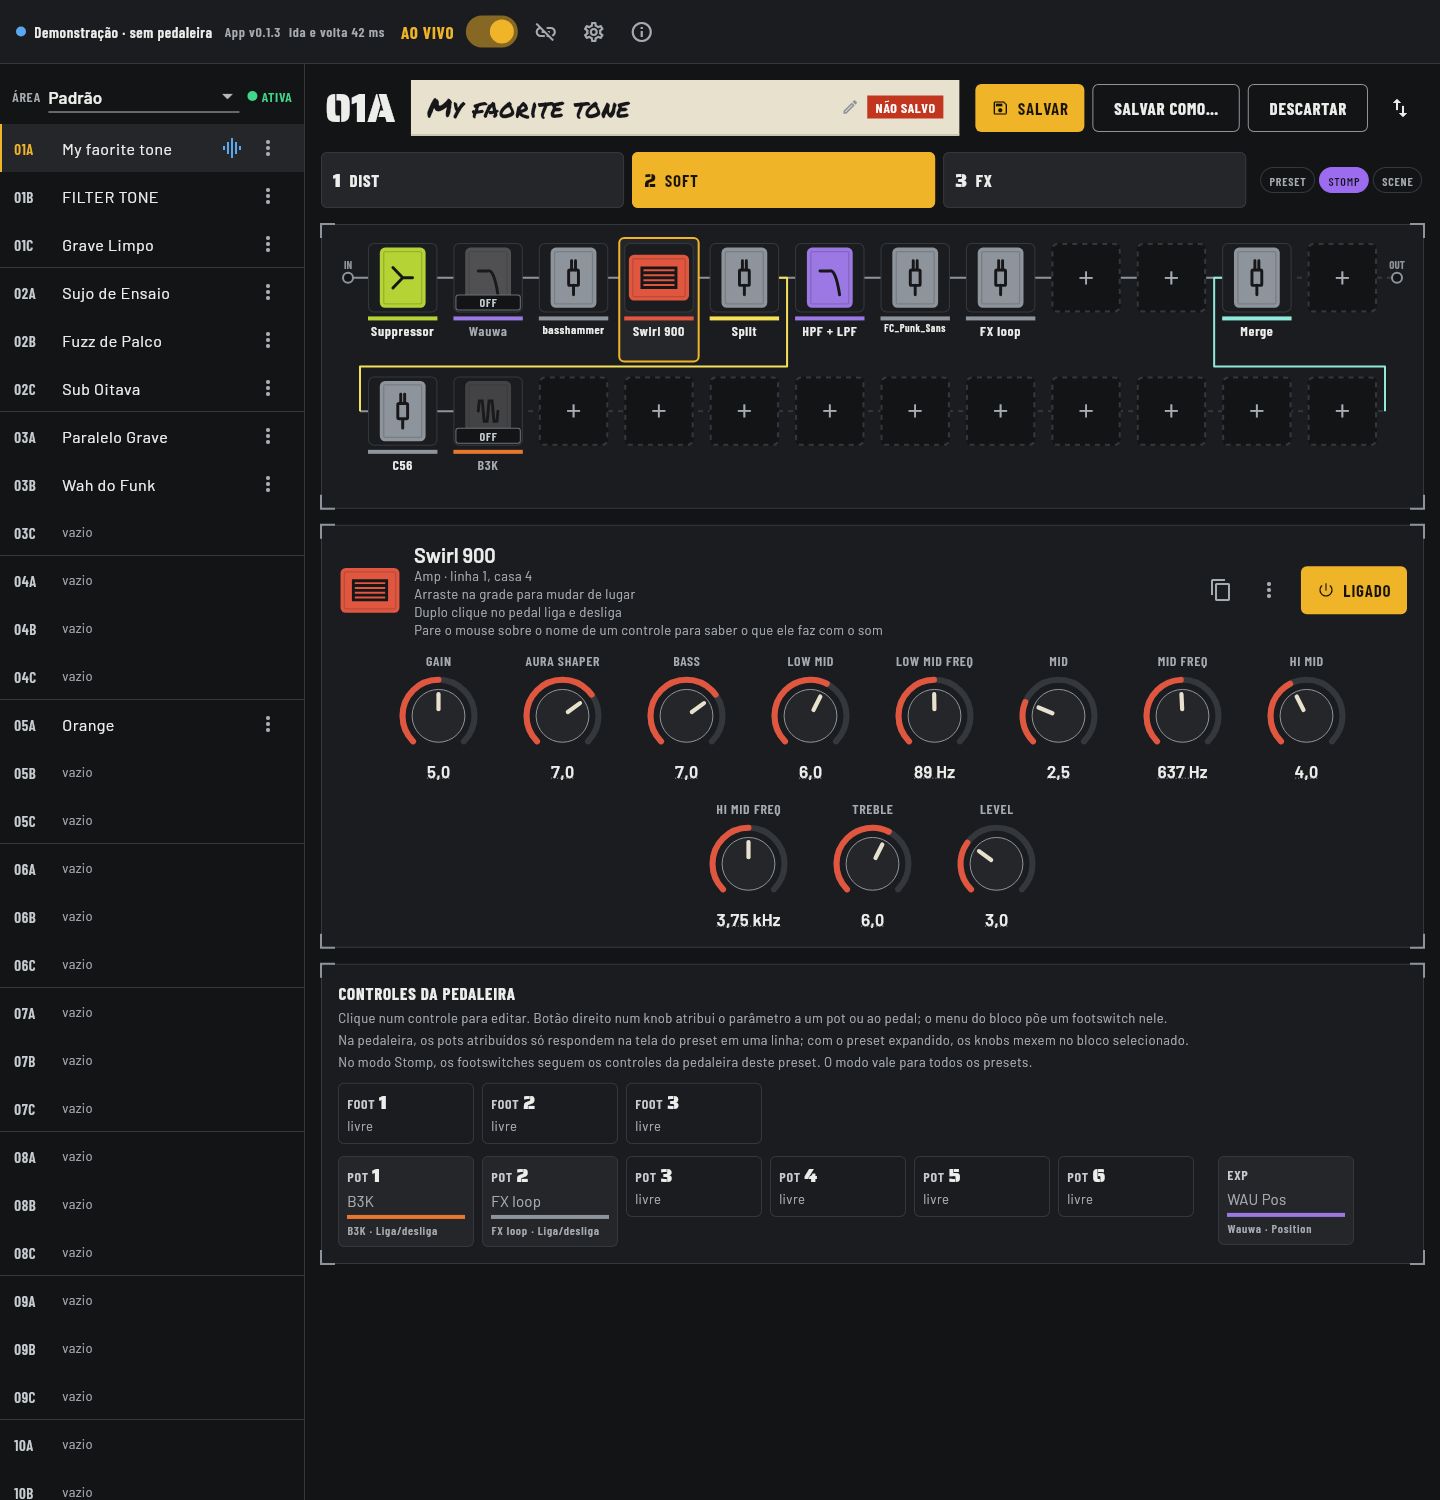 Demonstração · sem pedaleira App v0.1.3 Ida e volta 42 ms AO VIVO
ÁREA Padrão ATIVA
01A My faorite tone
01B FILTER TONE
01C Grave Limpo
02A Sujo de Ensaio
02B Fuzz de Palco
02C Sub Oitava
03A Paralelo Grave
03B Wah do Funk
03C vazio
04A vazio
04B vazio
04C vazio
05A Orange
05B vazio
05C vazio
06A vazio
06B vazio
06C vazio
07A vazio
07B vazio
07C vazio
08A vazio
08B vazio
08C vazio
09A vazio
09B vazio
09C vazio
10A vazio
10B vazio
01A My faorite tone NÃO SALVO SALVAR SALVAR COMO... DESCARTAR
1 DIST 2 SOFT 3 FX PRESET STOMP SCENE
IN OUT
OFF
Suppressor Wauwa basshammer Swirl 900 Split HPF + LPF FC_Punk_Sans FX loop Merge
OFF
C56 B3K
Swirl 900
Amp · linha 1, casa 4
Arraste na grade para mudar de lugar
Duplo clique no pedal liga e desliga
Pare o mouse sobre o nome de um controle para saber o que ele faz com o som
LIGADO
GAIN AURA SHAPER BASS LOW MID LOW MID FREQ MID MID FREQ HI MID
5,0 7,0 7,0 6,0 89 Hz 2,5 637 Hz 4,0
HI MID FREQ TREBLE LEVEL
3,75 kHz 6,0 3,0
CONTROLES DA PEDALEIRA
Clique num controle para editar. Botão direito num knob atribui o parâmetro a um pot ou ao pedal; o menu do bloco põe um footswitch nele.
Na pedaleira, os pots atribuídos só respondem na tela do preset em uma linha; com o preset expandido, os knobs mexem no bloco selecionado.
No modo Stomp, os footswitches seguem os controles da pedaleira deste preset. O modo vale para todos os presets.
FOOT 1 FOOT 2 FOOT 3
livre livre livre
POT 1 POT 2 POT 3 POT 4 POT 5 POT 6 EXP
B3K FX loop livre livre livre livre WAU Pos
B3K · Liga/desliga FX loop · Liga/desliga Wauwa · Position